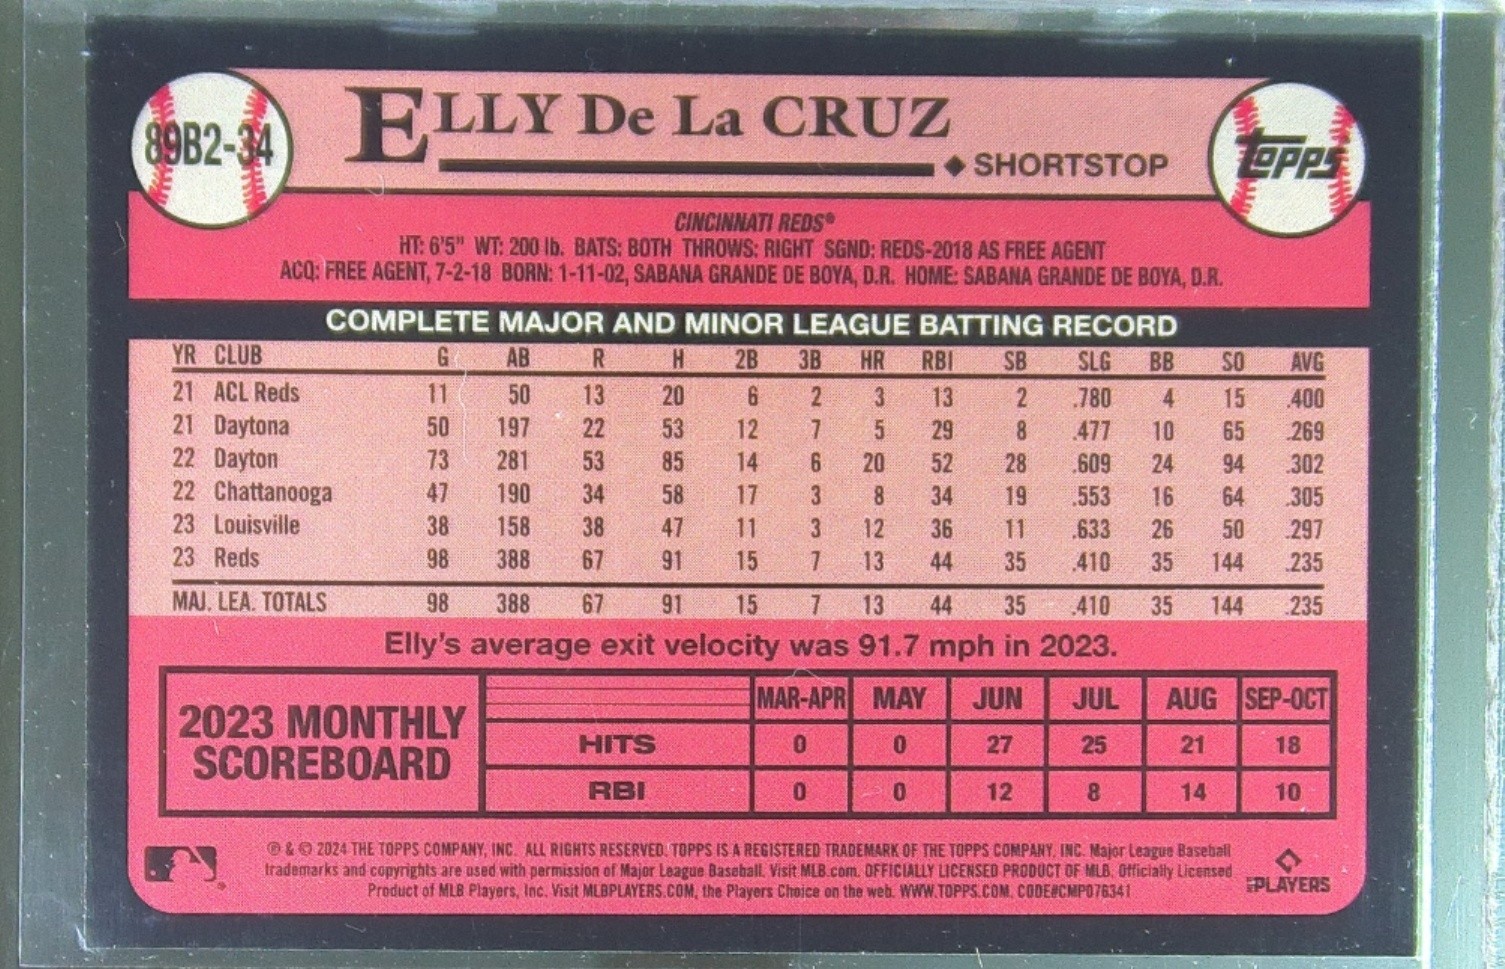 89B2-34
ELLY De La CRUZ
◆ SHORTSTOP
TOPPS
CINCINNATI REDS®
HT: 6'5" WT: 200 lb. BATS: BOTH THROWS: RIGHT SGND: REDS-2018 AS FREE AGENT
ACQ: FREE AGENT, 7-2-18 BORN: 1-11-02, SABANA GRANDE DE BOYA, D.R. HOME: SABANA GRANDE DE BOYA, D.R.
COMPLETE MAJOR AND MINOR LEAGUE BATTING RECORD
YR CLUB G AB R H 2B 3B HR RBI SB SLG BB SO AVG
21 ACL Reds 11 50 13 20 6 2 3 13 2 .780 4 15 .400
21 Daytona 50 197 22 53 12 7 5 29 8 .477 10 65 .269
22 Dayton 73 281 53 85 14 6 20 52 28 .609 24 94 .302
22 Chattanooga 47 190 34 58 17 3 8 34 19 .553 16 64 .305
23 Louisville 38 158 38 47 11 3 12 36 11 .633 26 50 .297
23 Reds 98 388 67 91 15 7 13 44 35 .410 35 144 .235
MAJ. LEA. TOTALS 98 388 67 91 15 7 13 44 35 .410 35 144 .235
Elly's average exit velocity was 91.7 mph in 2023.
2023 MONTHLY
SCOREBOARD
MAR-APR MAY JUN JUL AUG SEP-OCT
HITS 0 0 27 25 21 18
RBI 0 0 12 8 14 10
℗ & © 2024 THE TOPPS COMPANY, INC. ALL RIGHTS RESERVED. TOPPS IS A REGISTERED TRADEMARK OF THE TOPPS COMPANY, INC. Major League Baseball
trademarks and copyrights are used with permission of Major League Baseball. Visit MLB.com. OFFICIALLY LICENSED PRODUCT OF MLB. Officially Licensed
Product of MLB Players, Inc. Visit MLBPLAYERS.COM, the Players Choice on the web. WWW.TOPPS.COM. CODE#CMP076341
MLB PLAYERS